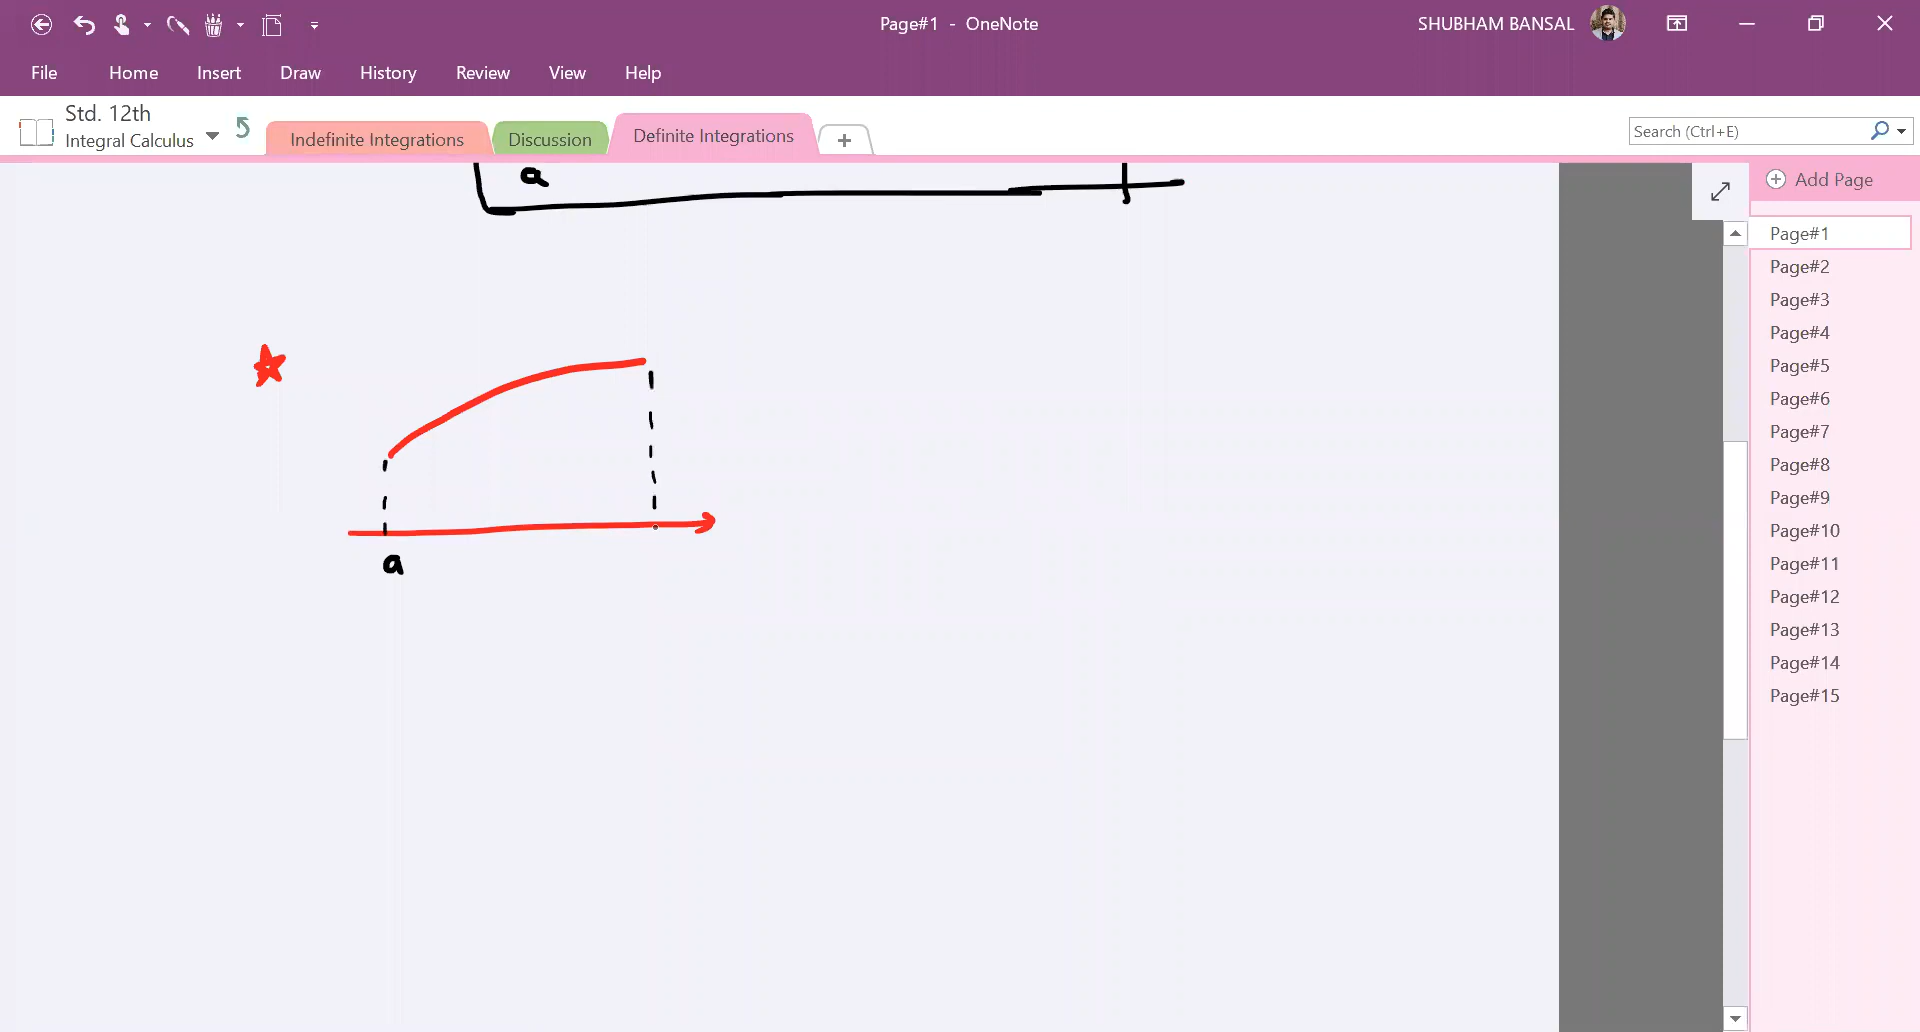 Page#1 - OneNote
SHUBHAM BANSAL
File Home Insert Draw History Review View Help
Std. 12th
Integral Calculus
Indefinite Integrations
Discussion
Definite Integrations
Search (Ctrl+E)
a
a
Add Page
Page#1
Page#2
Page#3
Page#4
Page#5
Page#6
Page#7
Page#8
Page#9
Page#10
Page#11
Page#12
Page#13
Page#14
Page#15